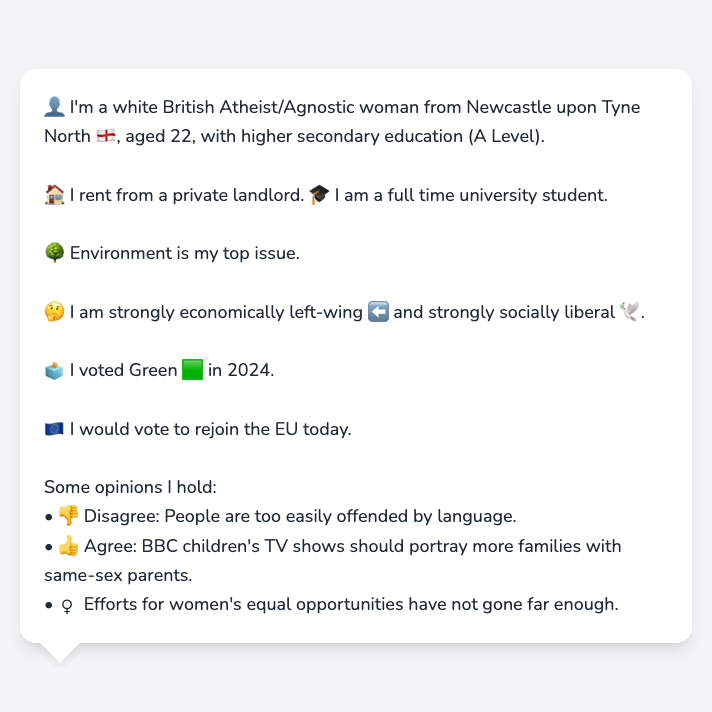 👤 I'm a white British Atheist/Agnostic woman from Newcastle upon Tyne
North 🏴󠁧󠁢󠁥󠁮󠁧󠁿, aged 22, with higher secondary education (A Level).
🏠 I rent from a private landlord. 🎓 I am a full time university student.
🌳 Environment is my top issue.
🤔 I am strongly economically left-wing ⬅️ and strongly socially liberal 🕊️.
🗳️ I voted Green 🟩 in 2024.
🇪🇺 I would vote to rejoin the EU today.
Some opinions I hold:
• 👎 Disagree: People are too easily offended by language.
• 👍 Agree: BBC children's TV shows should portray more families with
same-sex parents.
• ♀ Efforts for women's equal opportunities have not gone far enough.